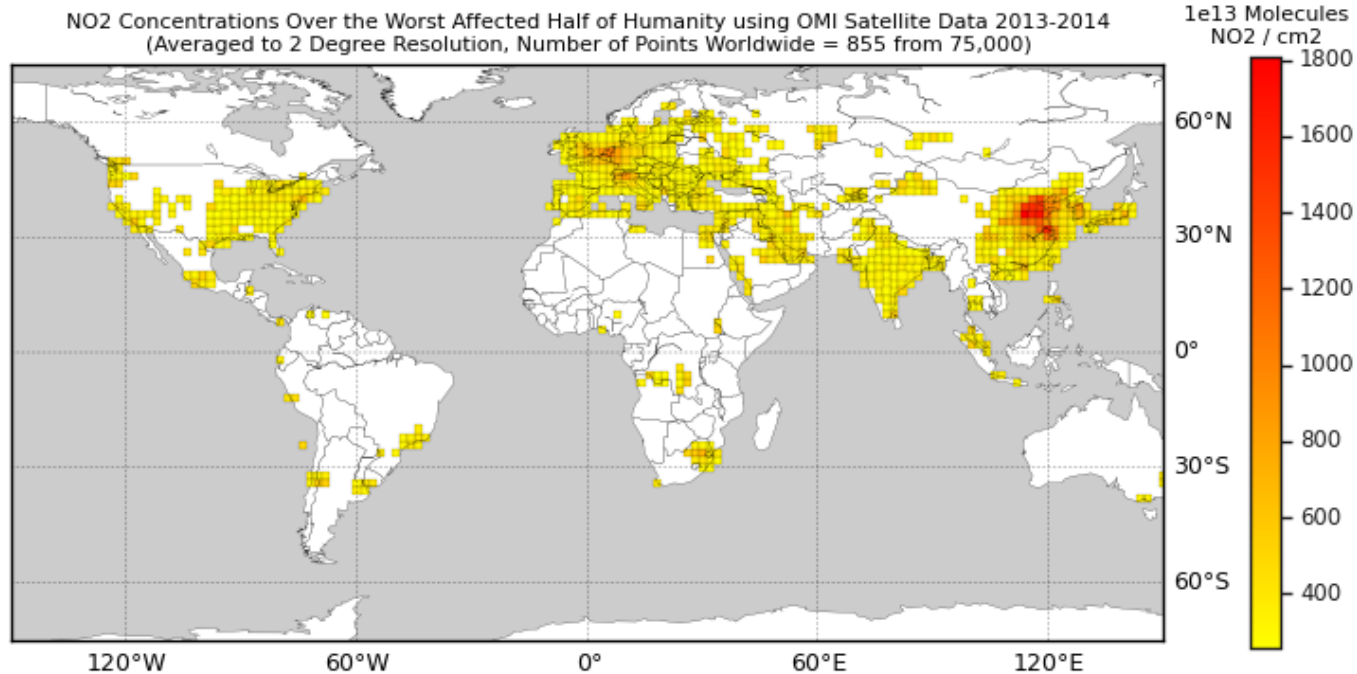 NO2 Concentrations Over the Worst Affected Half of Humanity using OMI Satellite Data 2013-2014
(Averaged to 2 Degree Resolution, Number of Points Worldwide = 855 from 75,000)
1e13 Molecules
NO2 / cm2
1800
1600
1400
1200
1000
800
600
400
60°N
30°N
0°
30°S
60°S
120°W
60°W
0°
60°E
120°E